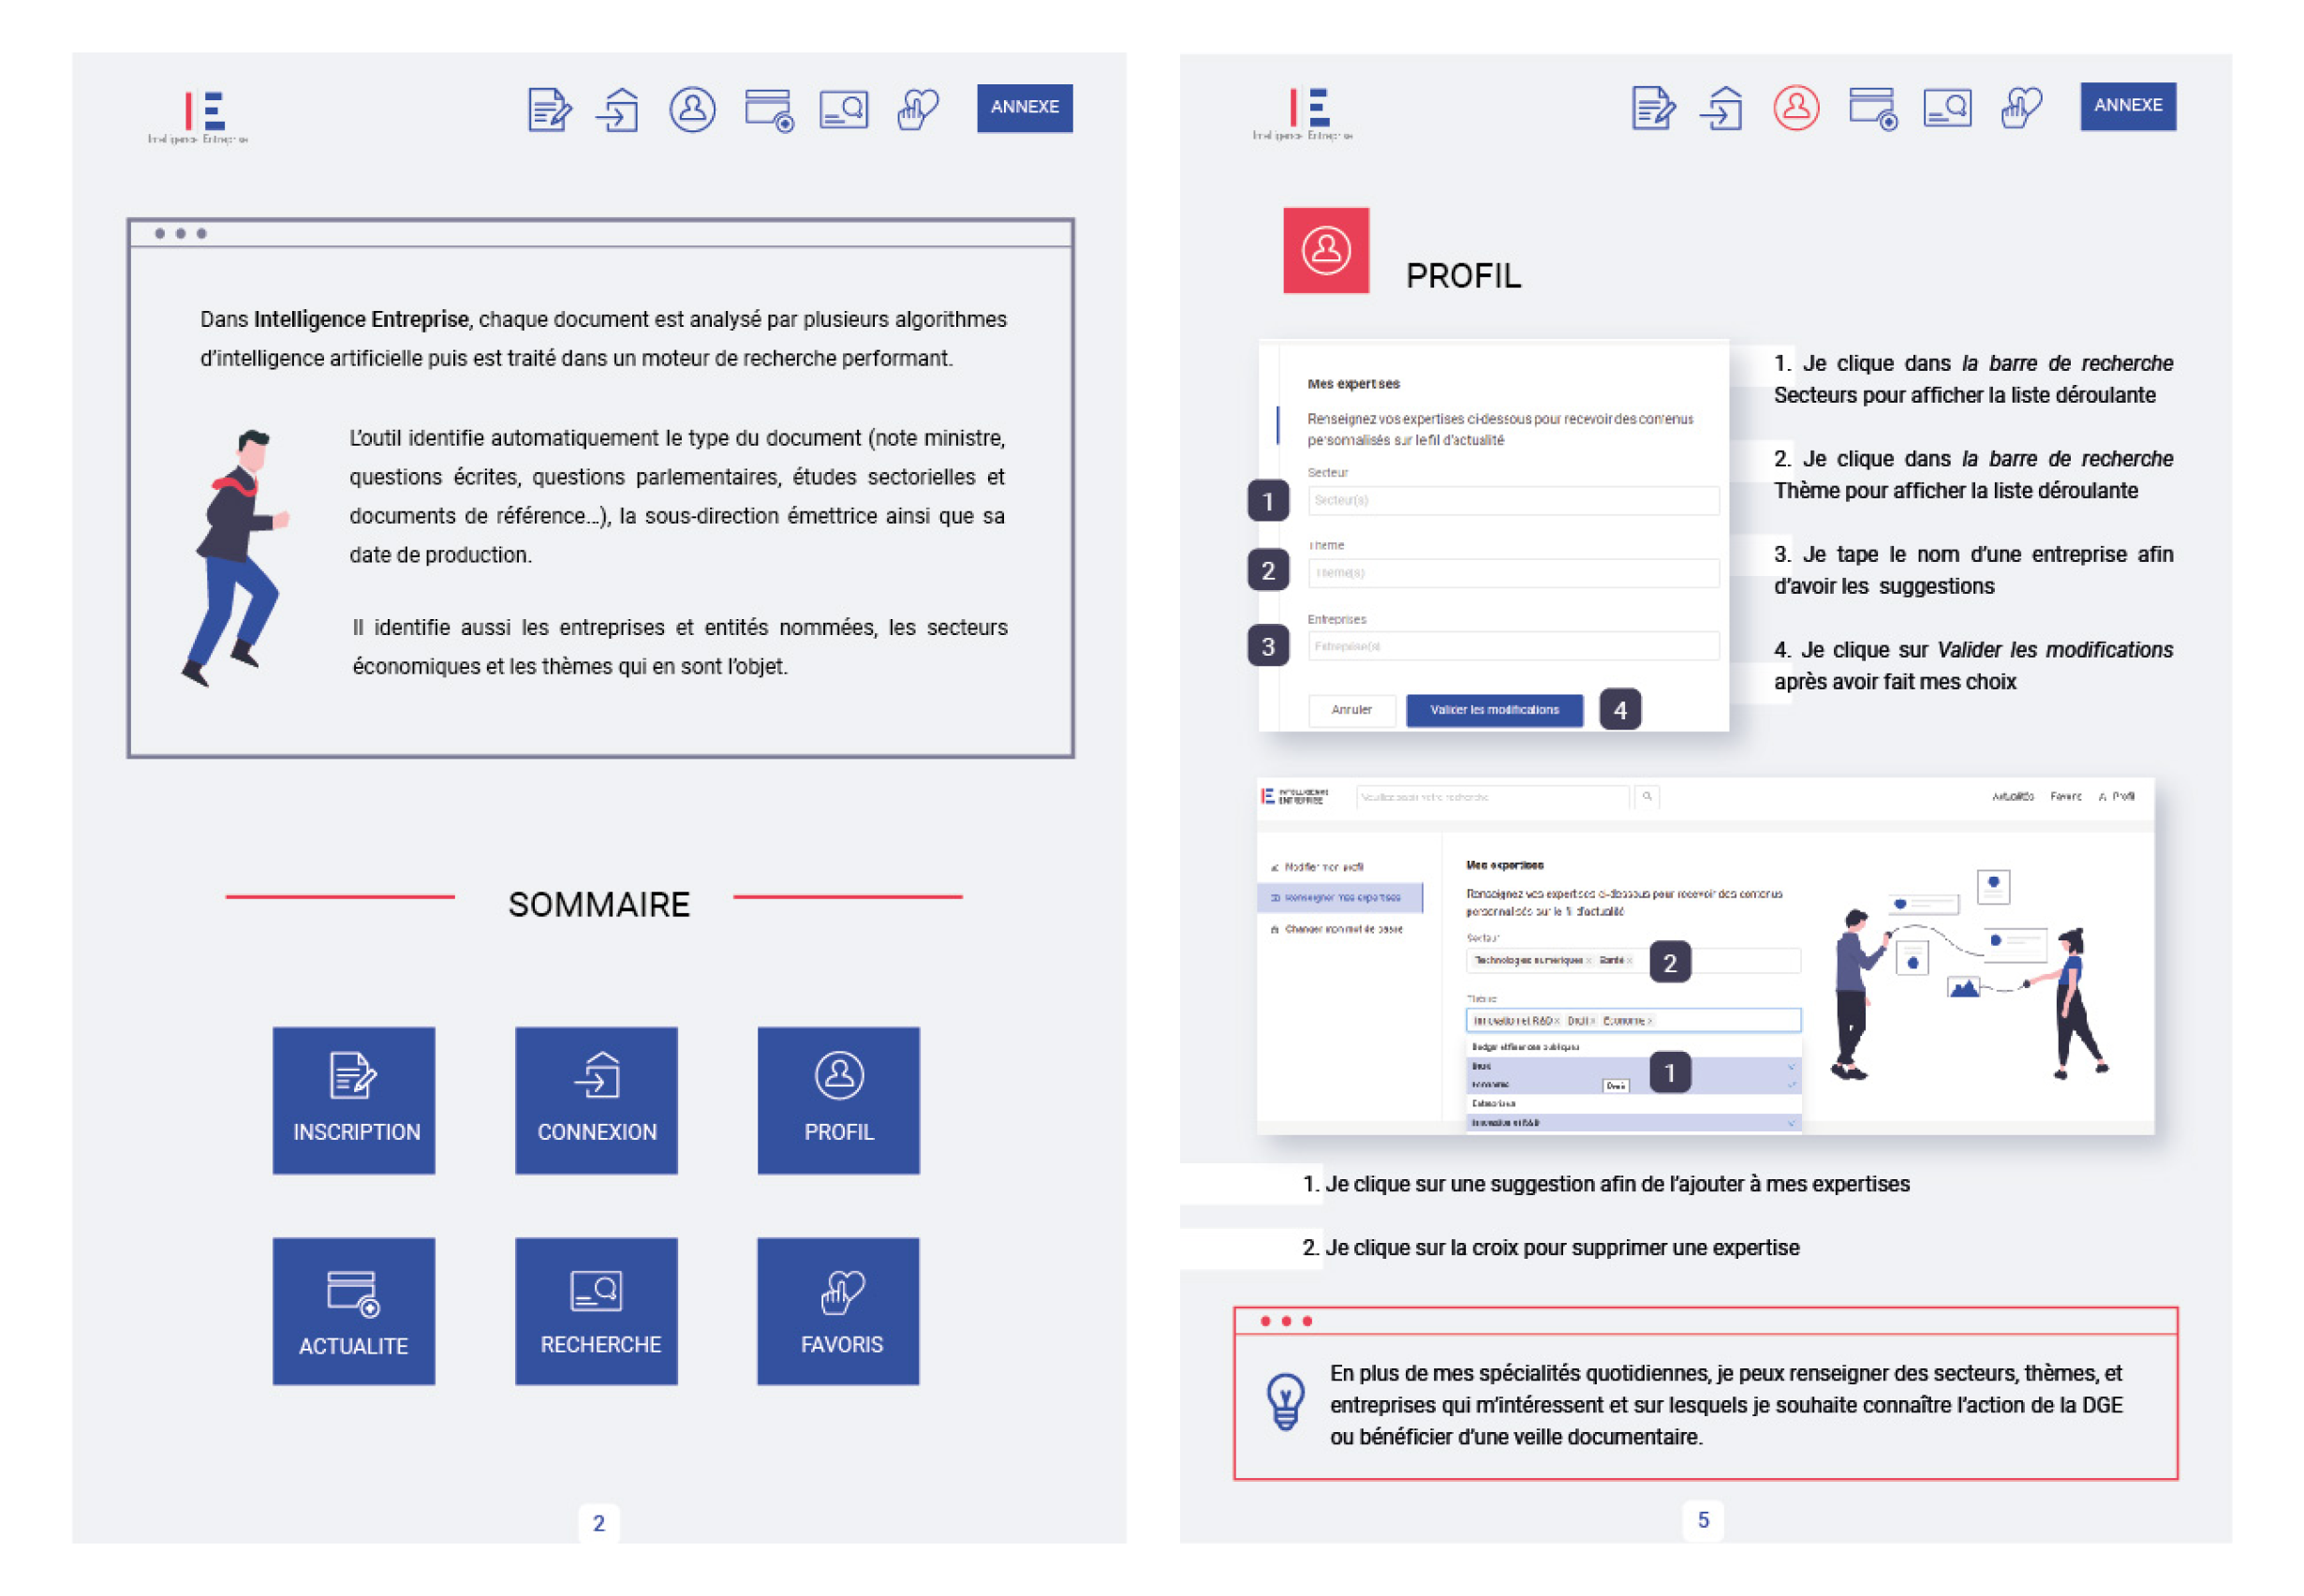 Intelligence Entreprise
ANNEXE
Dans Intelligence Entreprise, chaque document est analysé par plusieurs algorithmes
d'intelligence artificielle puis est traité dans un moteur de recherche performant.
L'outil identifie automatiquement le type du document (note ministre,
questions écrites, questions parlementaires, études sectorielles et
documents de référence…), la sous-direction émettrice ainsi que sa
date de production.
Il identifie aussi les entreprises et entités nommées, les secteurs
économiques et les thèmes qui en sont l'objet.
SOMMAIRE
INSCRIPTION
CONNEXION
PROFIL
ACTUALITE
RECHERCHE
FAVORIS
2
Intelligence Entreprise
ANNEXE
PROFIL
Mes expertises
Renseignez vos expertises ci-dessous pour recevoir des contenus
personnalisés sur le fil d'actualité
Secteur
1
Secteur(s)
Thème
2
Thème(s)
Entreprises
3
Entreprise(s)
Annuler
Valider les modifications
4
1. Je clique dans la barre de recherche
Secteurs pour afficher la liste déroulante
2. Je clique dans la barre de recherche
Thème pour afficher la liste déroulante
3. Je tape le nom d'une entreprise afin
d'avoir les suggestions
4. Je clique sur Valider les modifications
après avoir fait mes choix
INTELLIGENCE
ENTREPRISE
Actualités Favoris Profil
Modifier mon profil
Renseigner mes expertises
Changer mon mot de passe
Mes expertises
Renseignez vos expertises ci-dessous pour recevoir des contenus
personnalisés sur le fil d'actualité
Secteur
Technologies numériques × Santé ×
2
Thème
Innovation et R&D × Droit × Économie ×
Budget et finances publiques
Droit
1
Économie
Droit
Innovation et R&D
1. Je clique sur une suggestion afin de l'ajouter à mes expertises
2. Je clique sur la croix pour supprimer une expertise
En plus de mes spécialités quotidiennes, je peux renseigner des secteurs, thèmes, et
entreprises qui m'intéressent et sur lesquels je souhaite connaître l'action de la DGE
ou bénéficier d'une veille documentaire.
5